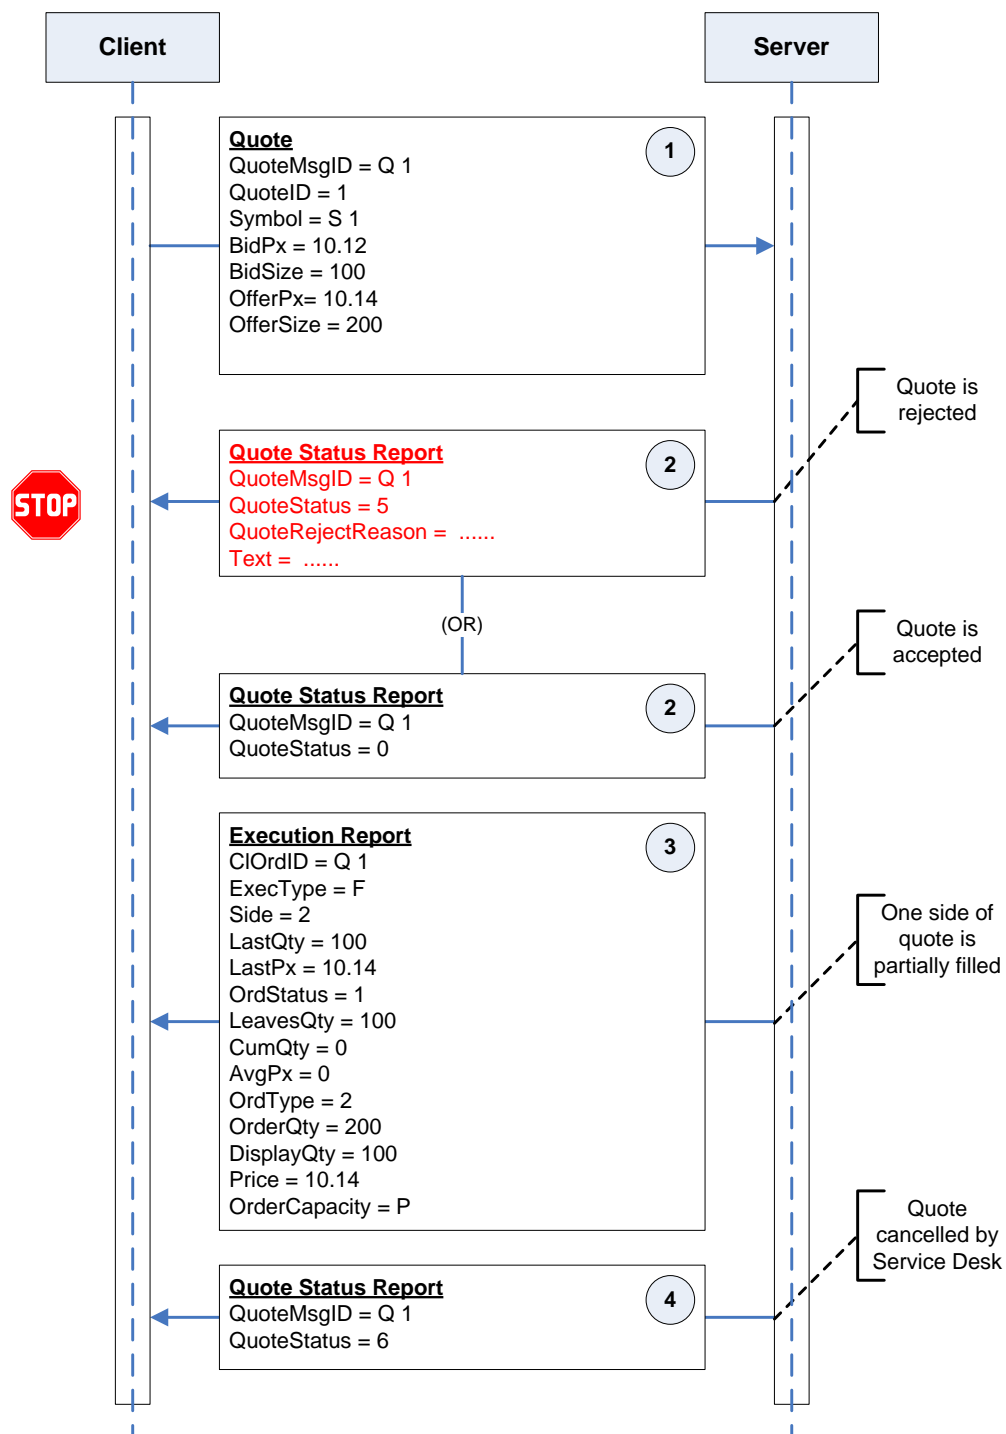 Client
Server
Quote
1
QuoteMsgID = Q 1
QuoteID = 1
Symbol = S 1
BidPx = 10.12
BidSize = 100
OfferPx= 10.14
OfferSize = 200
Quote is
rejected
Quote Status Report
2
QuoteMsgID = Q 1
QuoteStatus = 5
QuoteRejectReason =  ......
Text =  ......
STOP
(OR)
Quote is
accepted
Quote Status Report
2
QuoteMsgID = Q 1
QuoteStatus = 0
Execution Report
3
ClOrdID = Q 1
ExecType = F
Side = 2
LastQty = 100
LastPx = 10.14
OrdStatus = 1
LeavesQty = 100
CumQty = 0
AvgPx = 0
OrdType = 2
OrderQty = 200
DisplayQty = 100
Price = 10.14
OrderCapacity = P
One side of
quote is
partially filled
Quote
cancelled by
Service Desk
Quote Status Report
4
QuoteMsgID = Q 1
QuoteStatus = 6